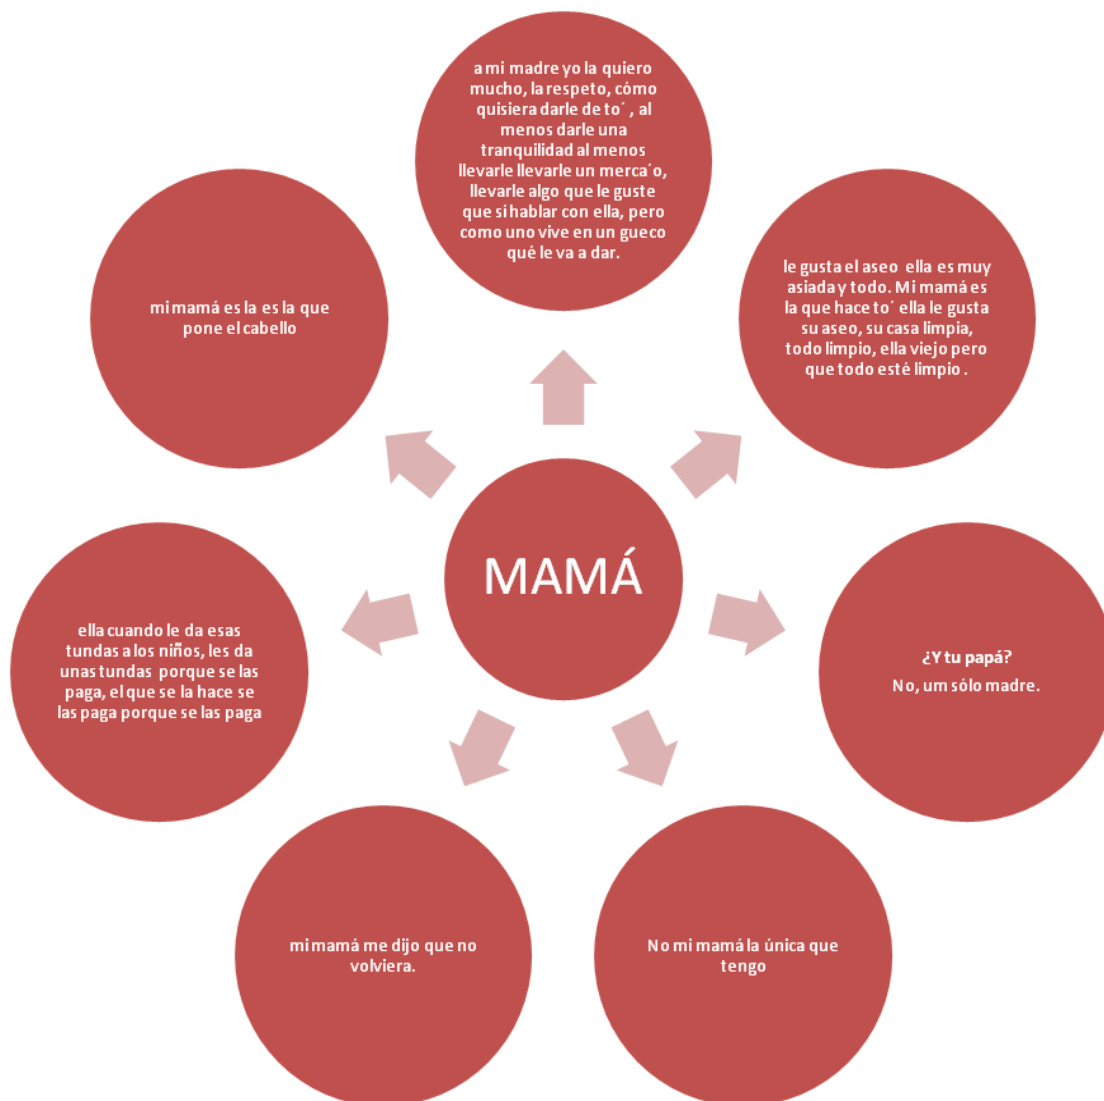 a mi madre yo la quiero
mucho, la respeto, cómo
quisiera darle de to´ , al
menos darle una
tranquilidad al menos
llevarle llevarle un merca´o,
llevarle algo que le guste
que sí hablar con ella, pero
como uno vive en un gueco
qué le va a dar.
le gusta el aseo ella es muy
asiada y todo. Mi mamá es
la que hace to´ ella le gusta
su aseo, su casa limpia,
todo limpio, ella viejo pero
que todo esté limpio .
¿Y tu papá?
No, um sólo madre.
No mi mamá la única que
tengo
mi mamá me dijo que no
volviera.
ella cuando le da esas
tundas a los niños, les da
unas tundas porque se las
paga, el que se la hace se
las paga porque se las paga
mi mamá es la es la que
pone el cabello
MAMÁ